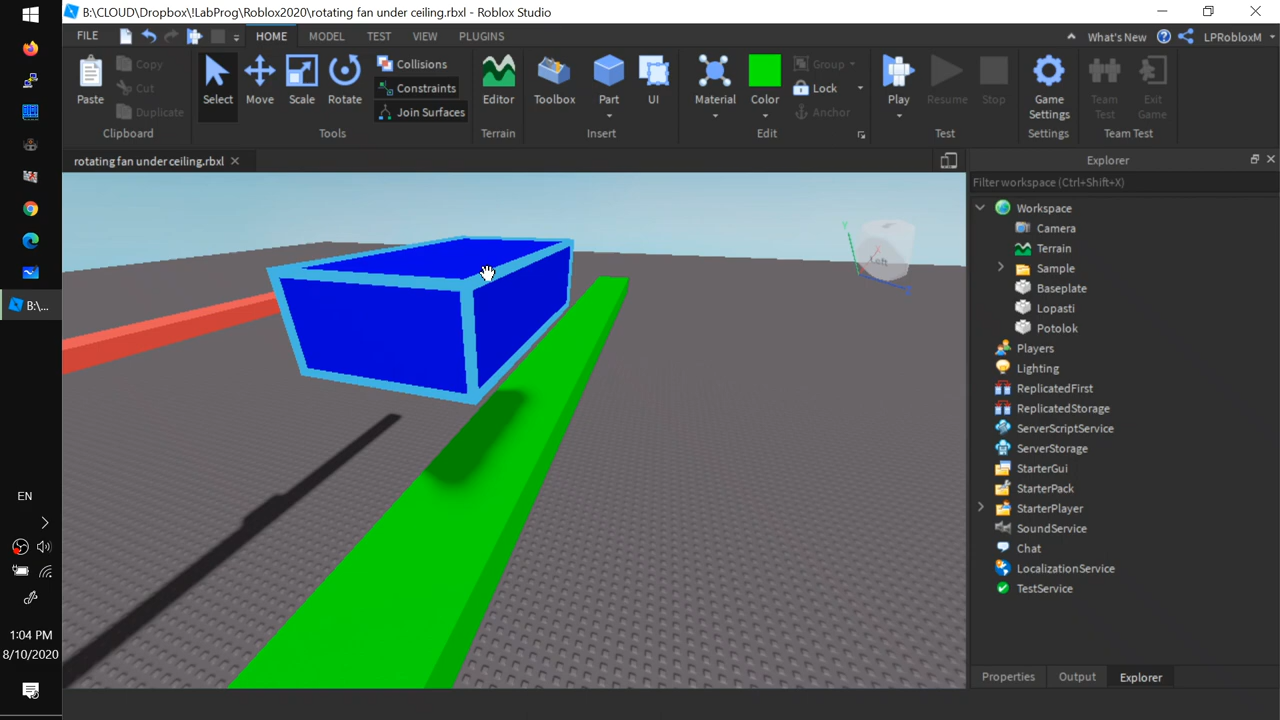 B:\CLOUD\Dropbox\!LabProg\Roblox2020\rotating fan under ceiling.rbxl - Roblox Studio
FILE HOME MODEL TEST VIEW PLUGINS What's New LPRobloxM
Paste Copy Cut Duplicate
Clipboard
Select Move Scale Rotate Collisions Constraints Join Surfaces
Tools
Editor
Terrain
Toolbox Part UI
Insert
Material Color Group Lock Anchor
Edit
Play Resume Stop
Test
Game Settings
Settings
Team Test Exit Game
Team Test
rotating fan under ceiling.rbxl
Explorer
Filter workspace (Ctrl+Shift+X)
Workspace
Camera
Terrain
Sample
Baseplate
Lopasti
Potolok
Players
Lighting
ReplicatedFirst
ReplicatedStorage
ServerScriptService
ServerStorage
StarterGui
StarterPack
StarterPlayer
SoundService
Chat
LocalizationService
TestService
Properties Output Explorer
Y
Left
B:\...
EN
1:04 PM
8/10/2020